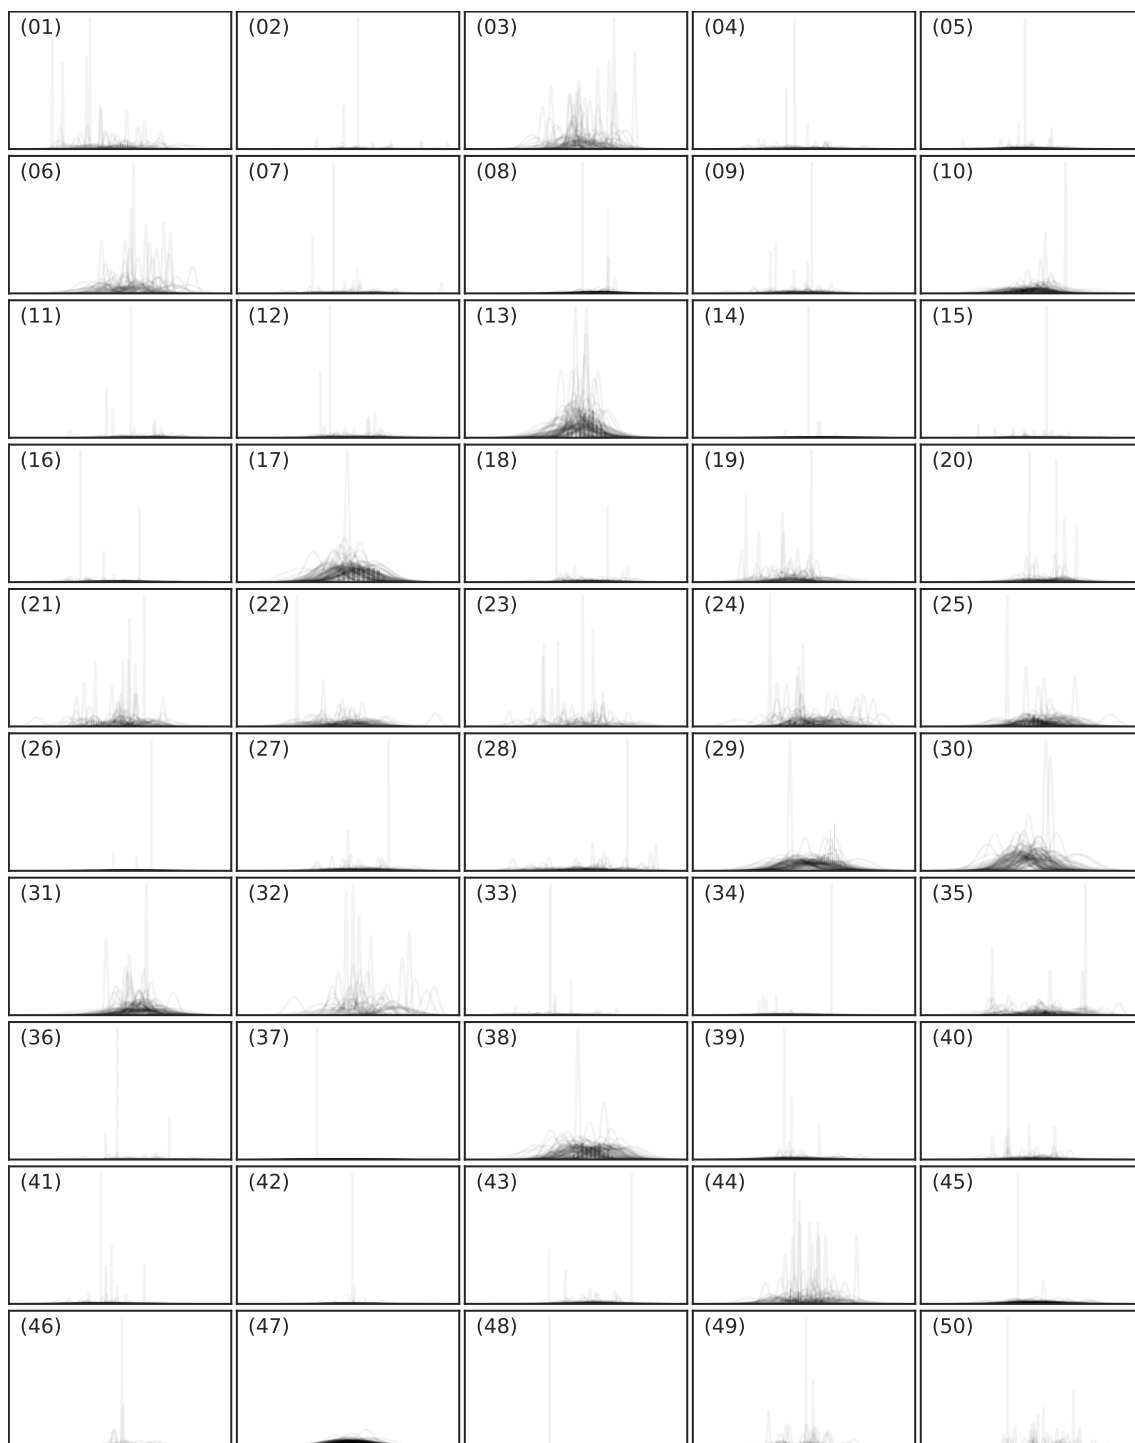 (01) (02) (03) (04) (05)
(06) (07) (08) (09) (10)
(11) (12) (13) (14) (15)
(16) (17) (18) (19) (20)
(21) (22) (23) (24) (25)
(26) (27) (28) (29) (30)
(31) (32) (33) (34) (35)
(36) (37) (38) (39) (40)
(41) (42) (43) (44) (45)
(46) (47) (48) (49) (50)